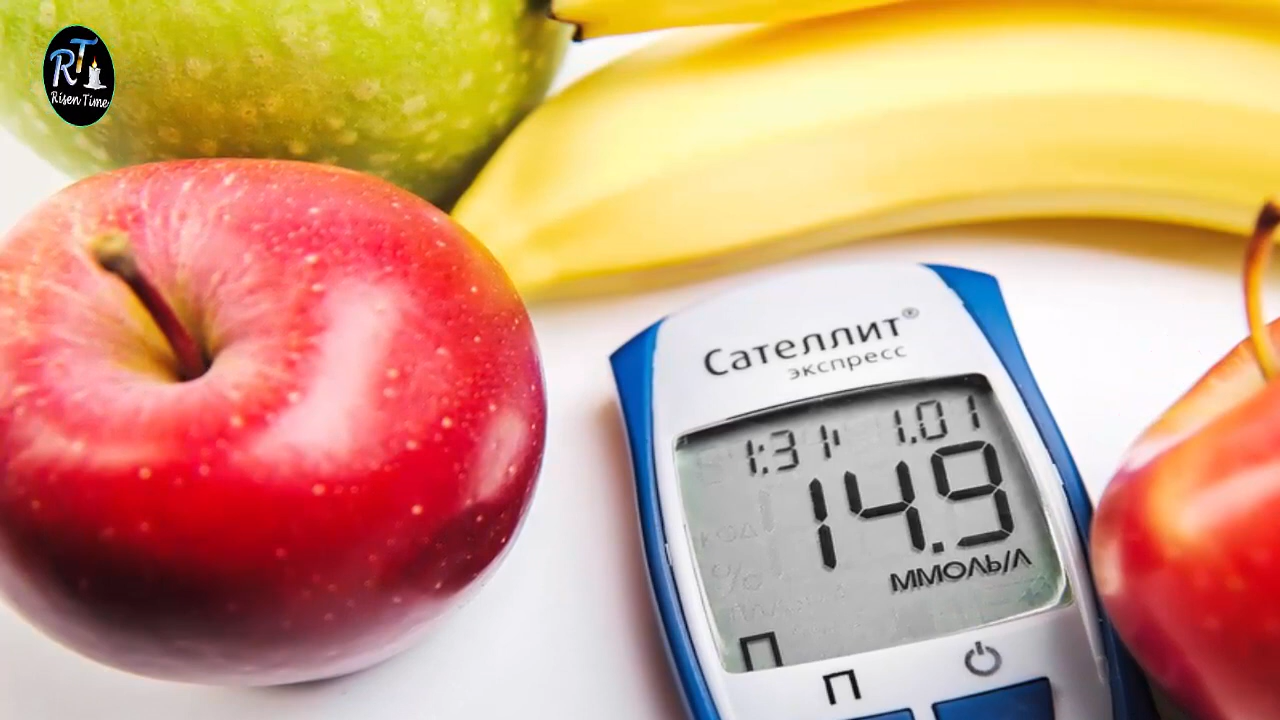 RT
Risen Time
Сателлит®
экспресс
1:31 1.01
14.9
ММОЛЬ/Л
П
П